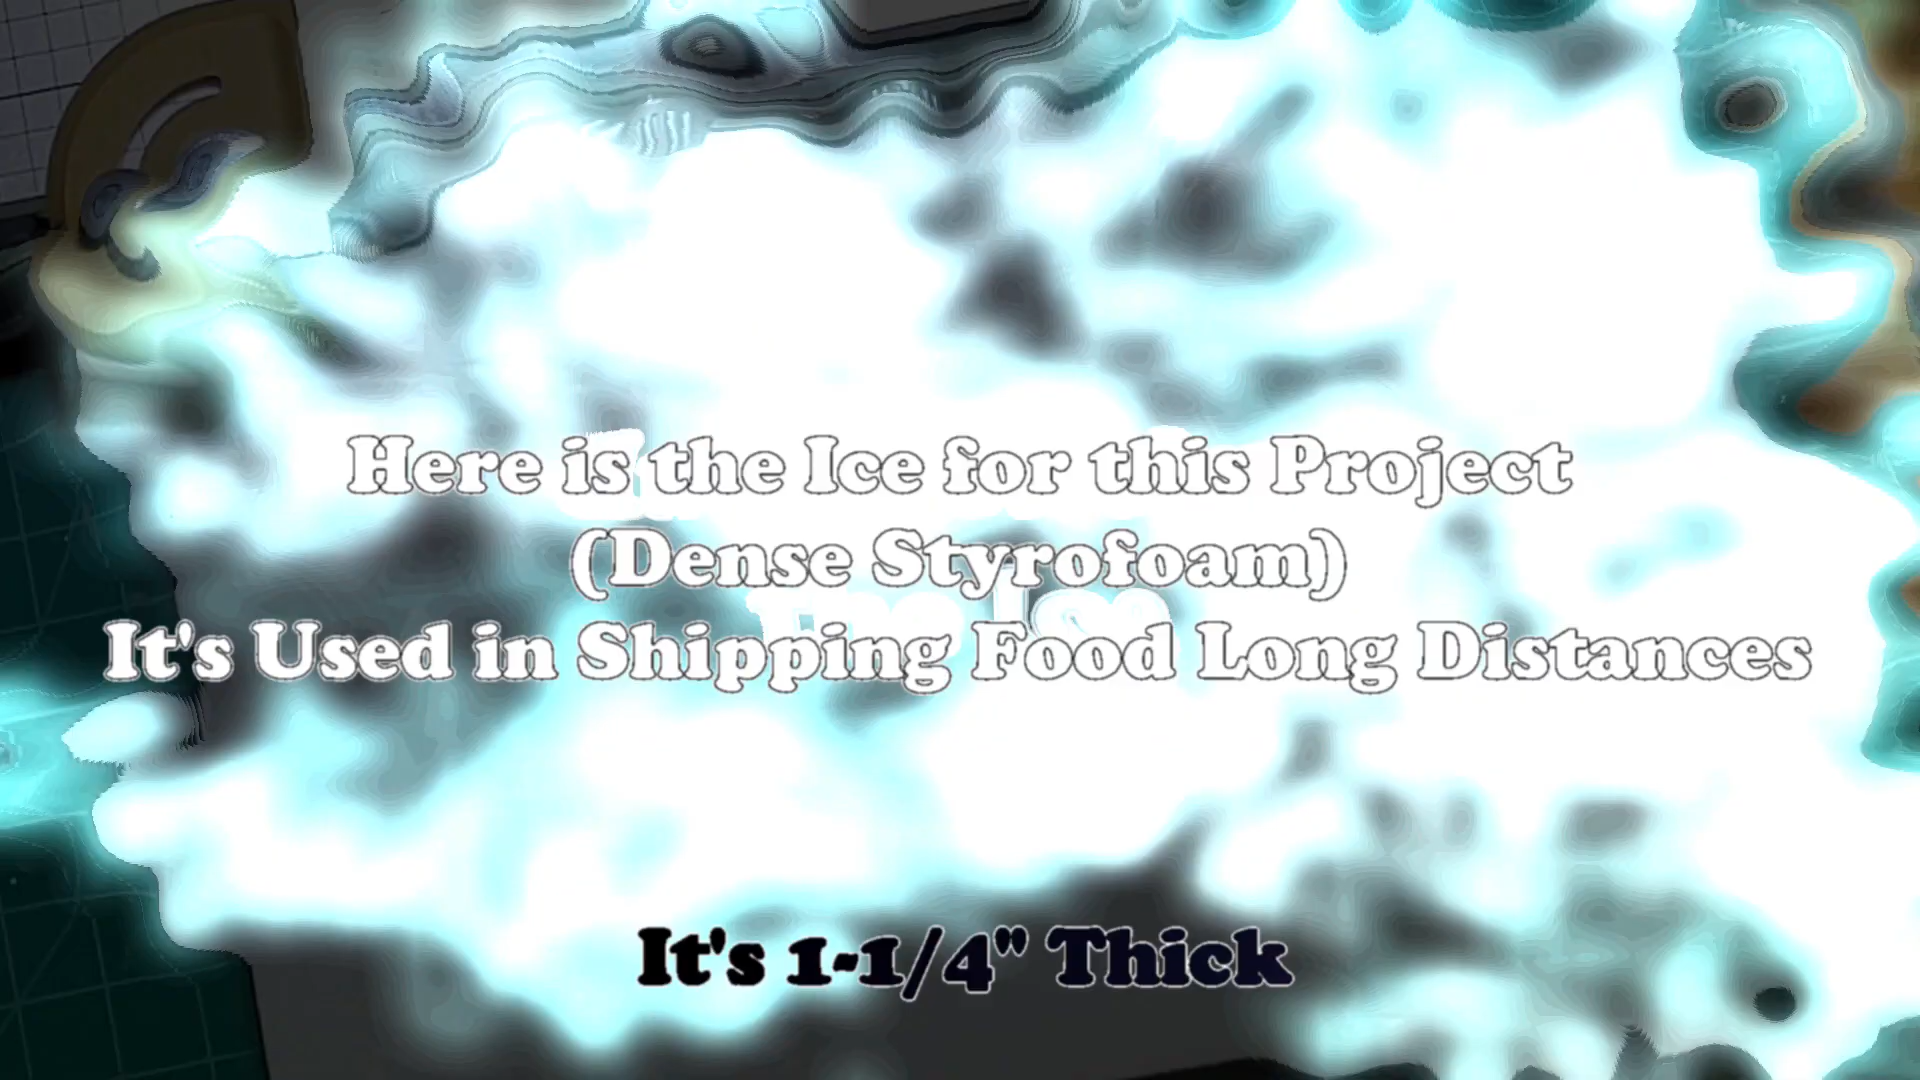 Here is the Ice for this Project
(Dense Styrofoam)
It's Used in Shipping Food Long Distances
It's 1-1/4" Thick